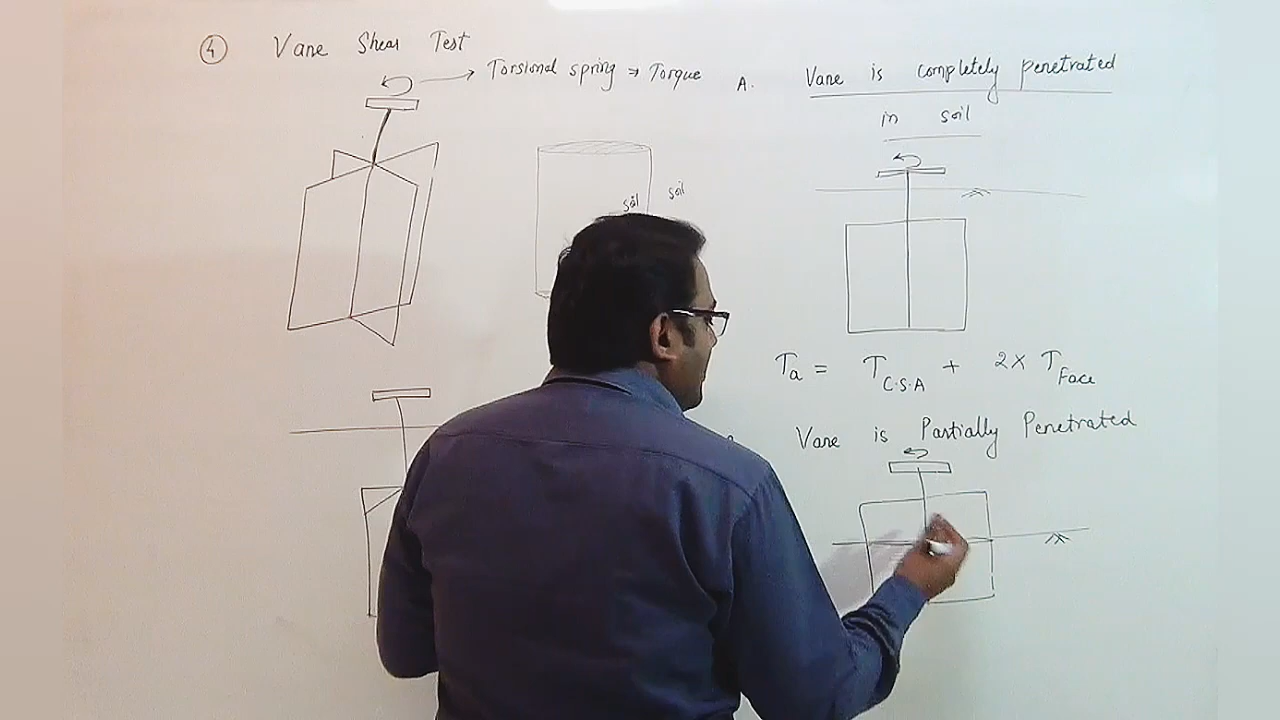 4 Vane Shear Test
Torsional spring ⇒ Torque
soil
soil
A. Vane is completely penetrated
in soil
Ta = TC.S.A + 2x TFace
Vane is Partially Penetrated